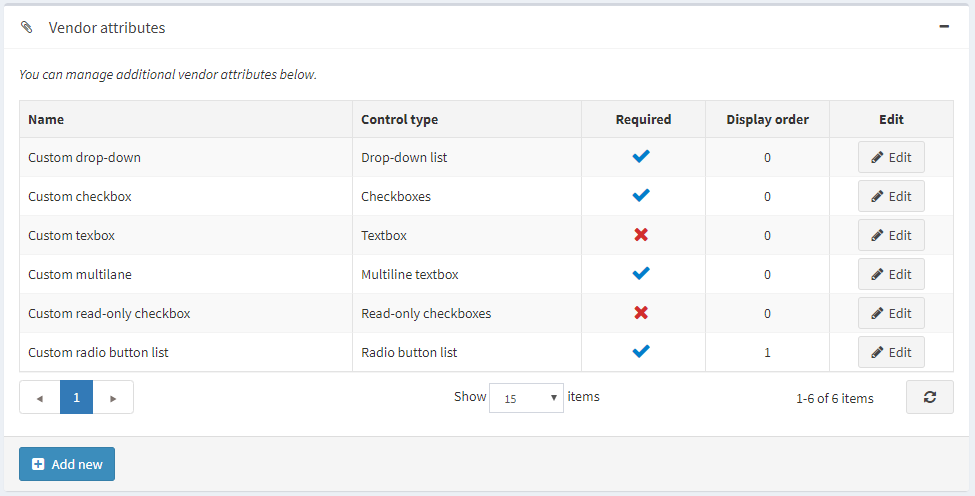 Vendor attributes
You can manage additional vendor attributes below.
Name Control type Required Display order Edit
Custom drop-down Drop-down list 0 Edit
Custom checkbox Checkboxes 0 Edit
Custom texbox Textbox 0 Edit
Custom multilane Multiline textbox 0 Edit
Custom read-only checkbox Read-only checkboxes 0 Edit
Custom radio button list Radio button list 1 Edit
1 Show 15 items 1-6 of 6 items
Add new